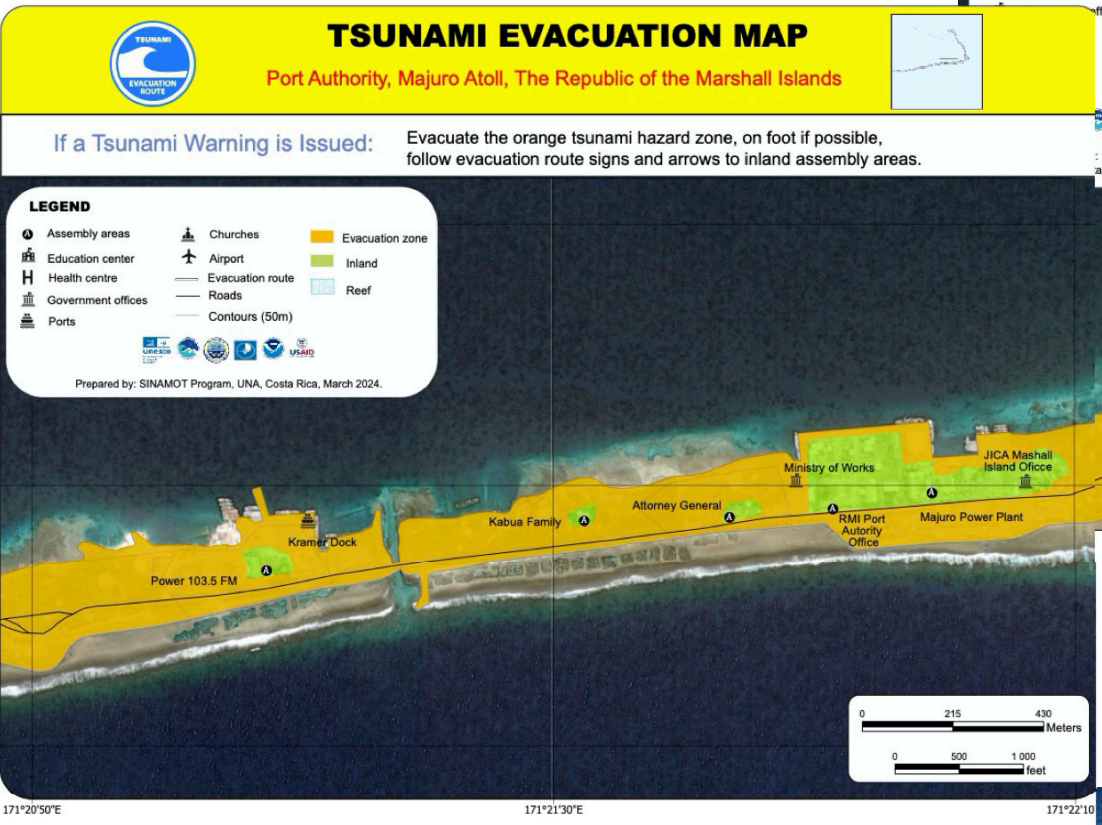 TSUNAMI
EVACUATION
ROUTE
TSUNAMI EVACUATION MAP
Port Authority, Majuro Atoll, The Republic of the Marshall Islands
If a Tsunami Warning is Issued:
Evacuate the orange tsunami hazard zone, on foot if possible,
follow evacuation route signs and arrows to inland assembly areas.
LEGEND
A Assembly areas
Education center
H Health centre
Government offices
Ports
Churches
Airport
Evacuation route
Roads
Contours (50m)
Evacuation zone
Inland
Reef
unesco
USAID
Prepared by: SINAMOT Program, UNA, Costa Rica, March 2024.
JICA Mashall
Island Oficce
Ministry of Works
A
Attorney General
A
A
Kabua Family
A
RMI Port
Autority
Office
Majuro Power Plant
Kramer Dock
A
Power 103.5 FM
0 215 430
Meters
0 500 1 000
feet
171°20'50"E
171°21'30"E
171°22'10